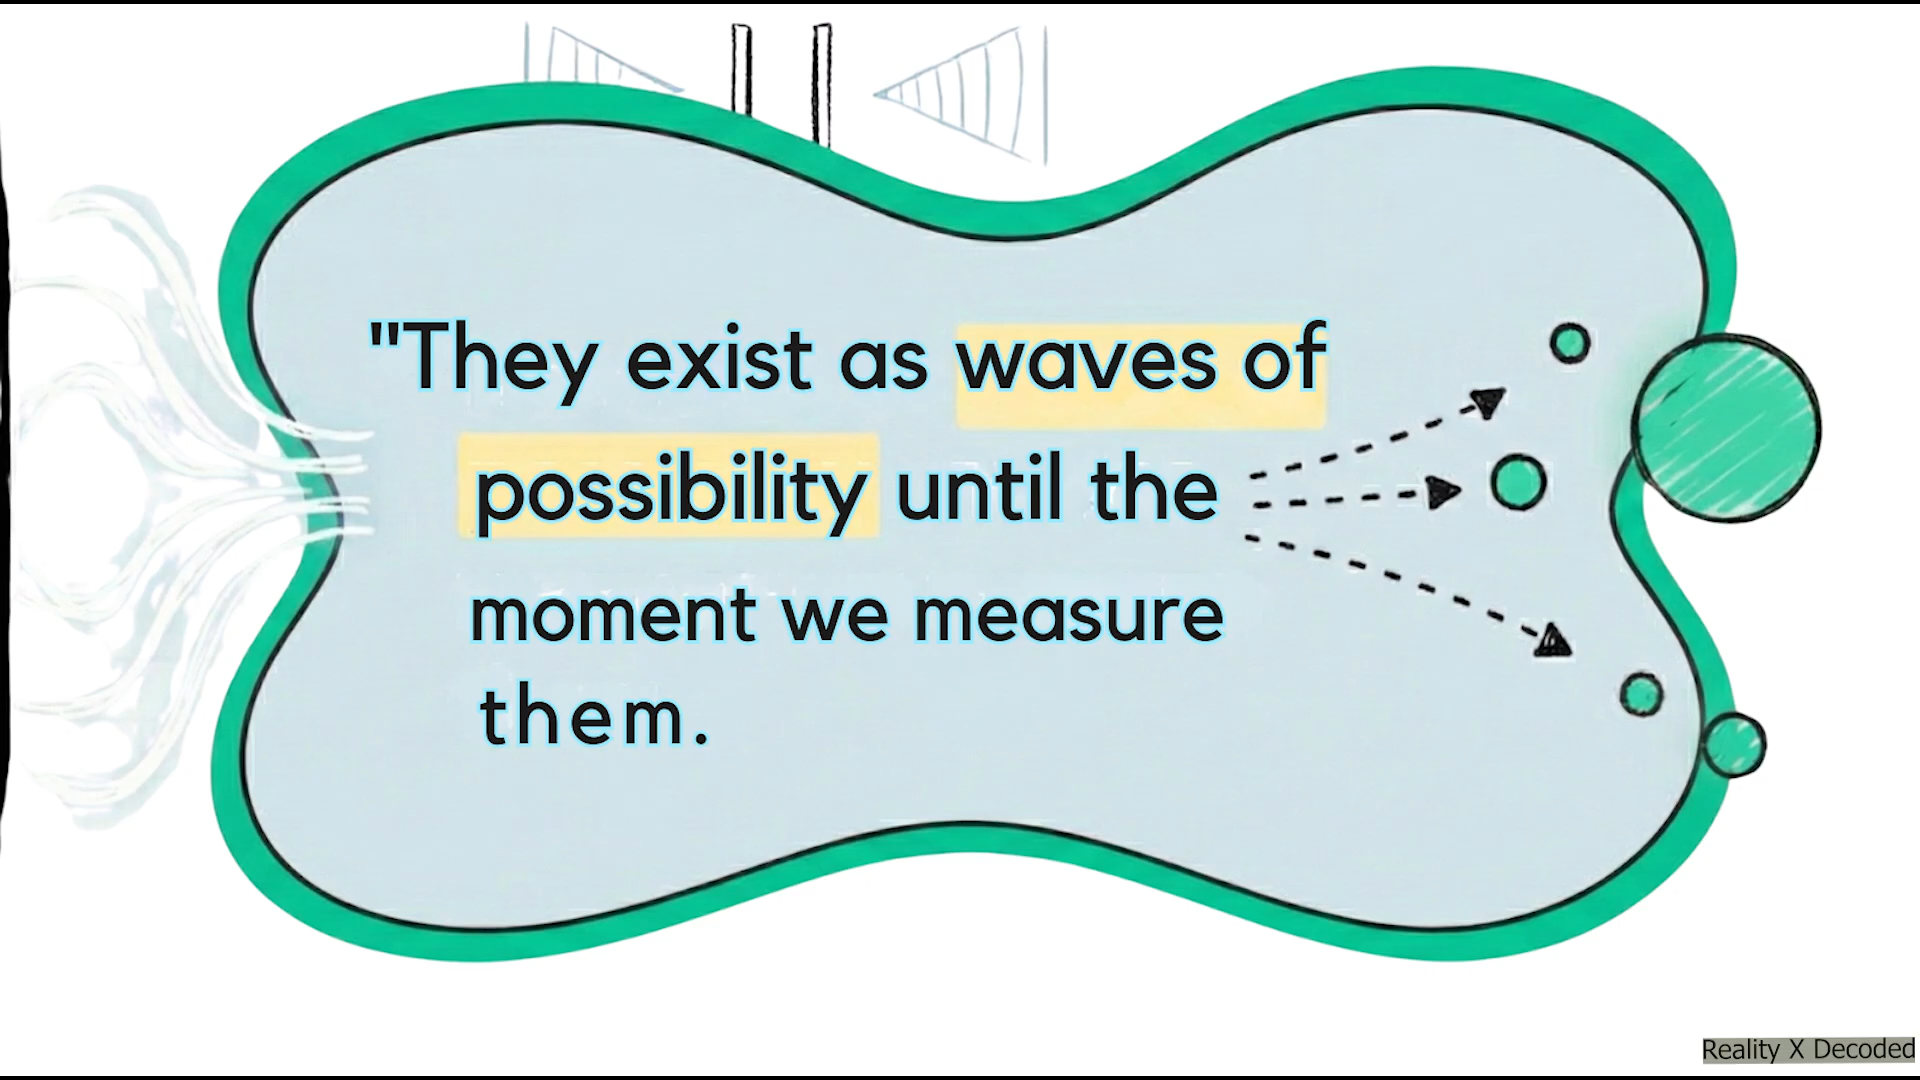 "They exist as waves of
possibility until the
moment we measure
them.
Reality X Decoded